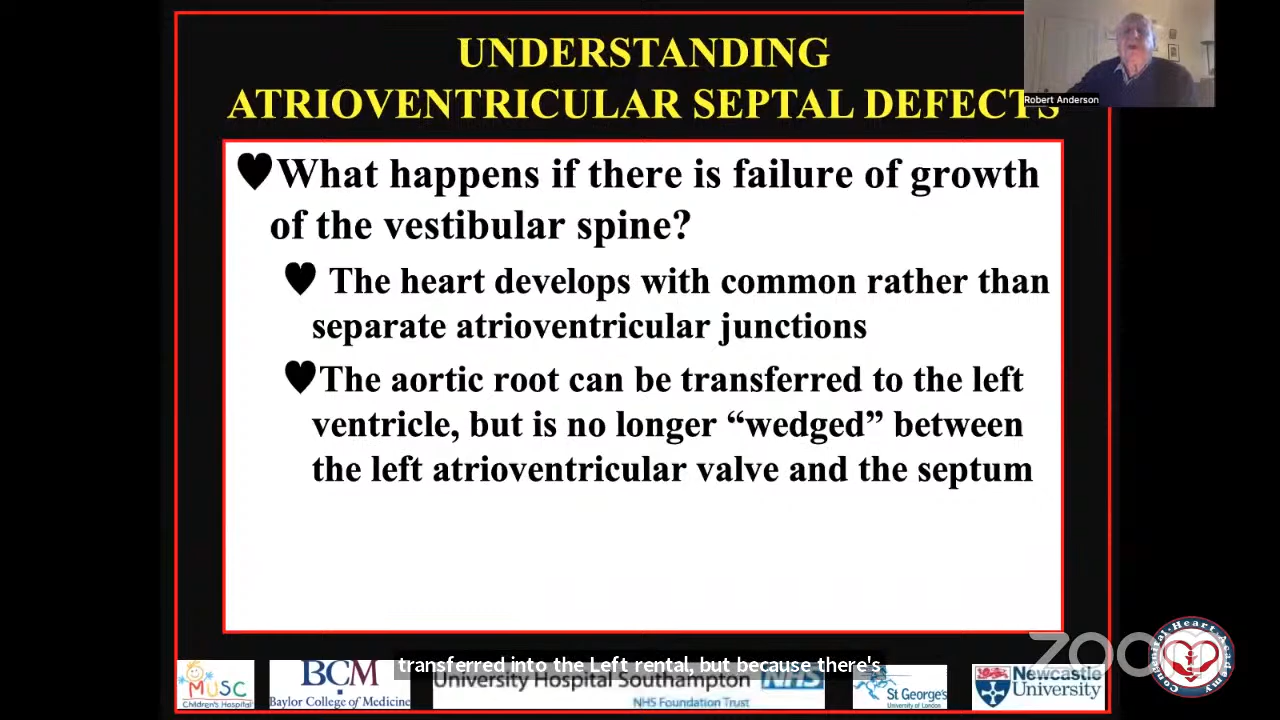 UNDERSTANDING
ATRIOVENTRICULAR SEPTAL DEFECTS
Robert Anderson
What happens if there is failure of growth
of the vestibular spine?
The heart develops with common rather than
separate atrioventricular junctions
The aortic root can be transferred to the left
ventricle, but is no longer “wedged” between
the left atrioventricular valve and the septum
transferred into the Left rental, but because there's
MUSC
Children's Hospital
BCM
Baylor College of Medicine
University Hospital Southampton NHS
NHS Foundation Trust
St George's
University of London
Newcastle
University
zoom
Congenital Heart Academy